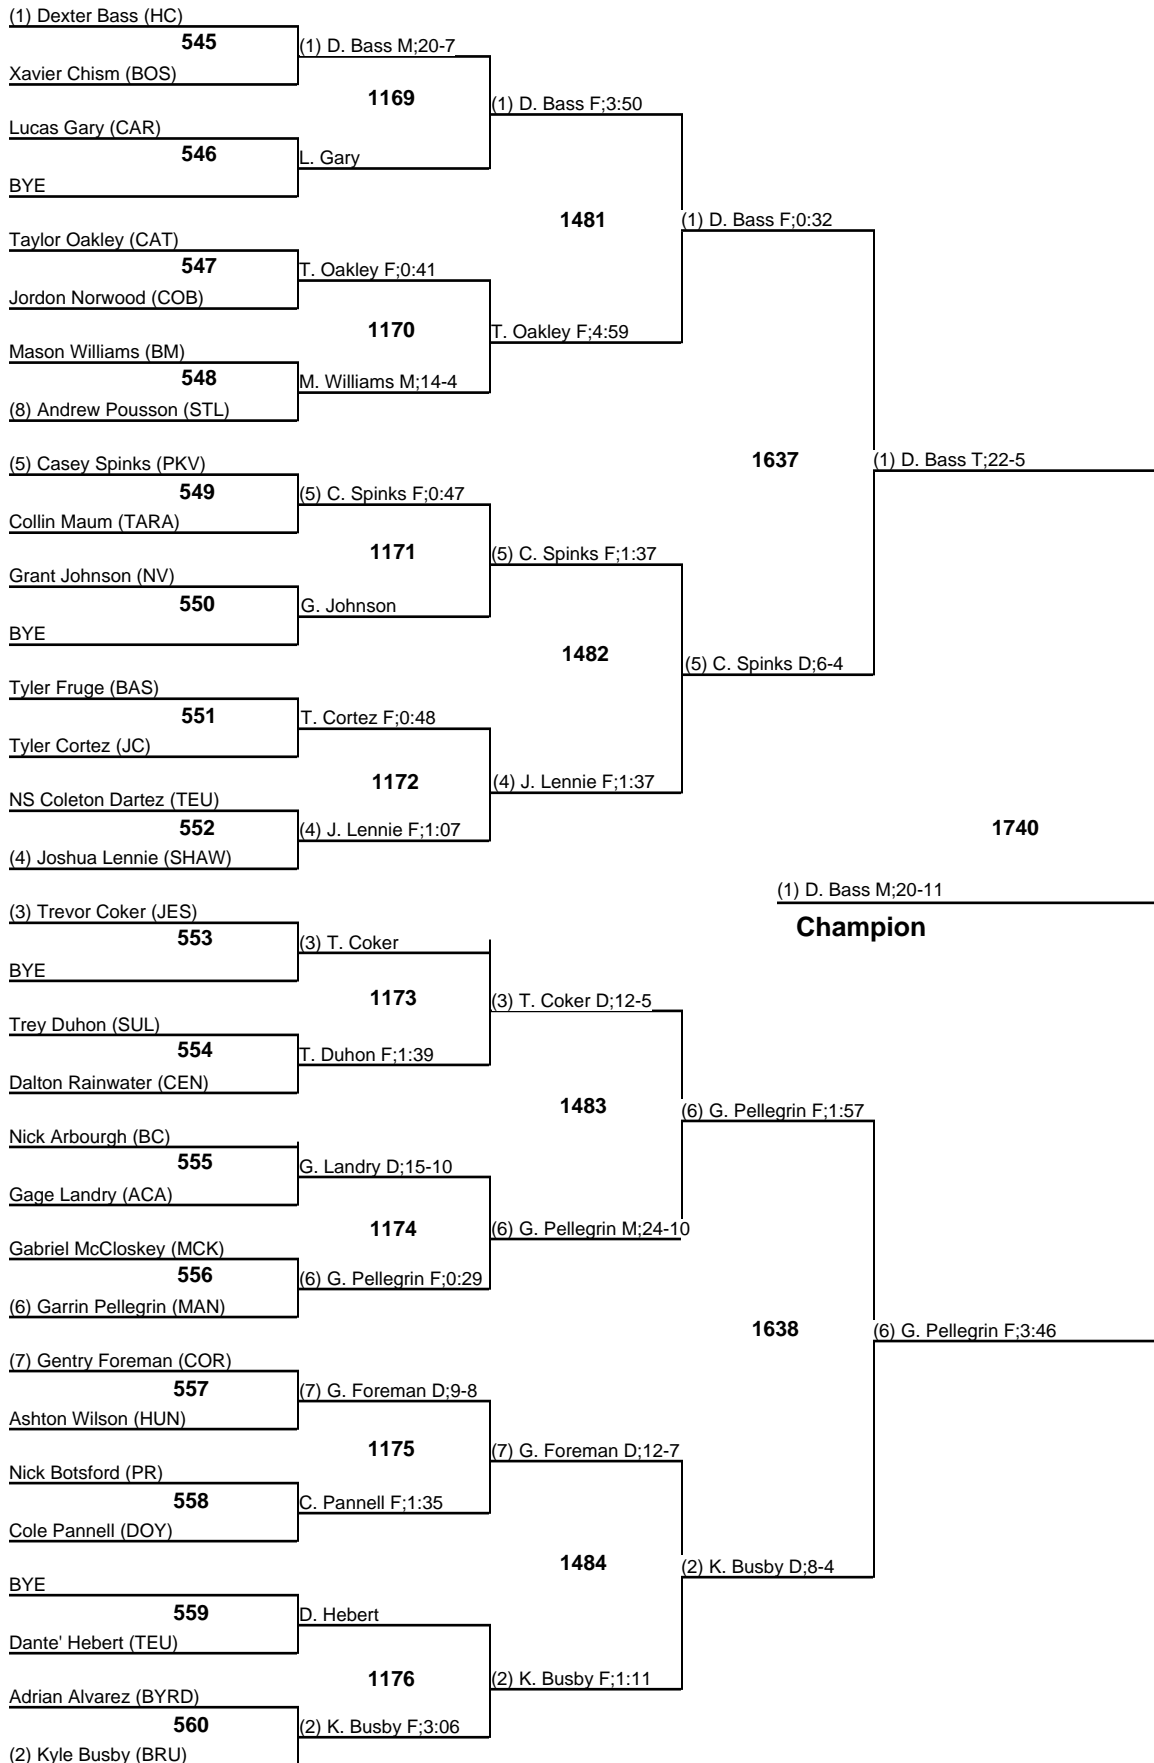 (1) Dexter Bass (HC)
545
(1) D. Bass M;20-7
Xavier Chism (BOS)
1169
(1) D. Bass F;3:50
Lucas Gary (CAR)
546
L. Gary
BYE
1481
(1) D. Bass F;0:32
Taylor Oakley (CAT)
547
T. Oakley F;0:41
Jordon Norwood (COB)
1170
T. Oakley F;4:59
Mason Williams (BM)
548
M. Williams M;14-4
(8) Andrew Pousson (STL)
1637
(1) D. Bass T;22-5
(5) Casey Spinks (PKV)
549
(5) C. Spinks F;0:47
Collin Maum (TARA)
1171
(5) C. Spinks F;1:37
Grant Johnson (NV)
550
G. Johnson
BYE
1482
(5) C. Spinks D;6-4
Tyler Fruge (BAS)
551
T. Cortez F;0:48
Tyler Cortez (JC)
1172
(4) J. Lennie F;1:37
NS Coleton Dartez (TEU)
552
(4) J. Lennie F;1:07
(4) Joshua Lennie (SHAW)
1740
(1) D. Bass M;20-11
Champion
(3) Trevor Coker (JES)
553
(3) T. Coker
BYE
1173
(3) T. Coker D;12-5
Trey Duhon (SUL)
554
T. Duhon F;1:39
Dalton Rainwater (CEN)
1483
(6) G. Pellegrin F;1:57
Nick Arbourgh (BC)
555
G. Landry D;15-10
Gage Landry (ACA)
1174
(6) G. Pellegrin M;24-10
Gabriel McCloskey (MCK)
556
(6) G. Pellegrin F;0:29
(6) Garrin Pellegrin (MAN)
1638
(6) G. Pellegrin F;3:46
(7) Gentry Foreman (COR)
557
(7) G. Foreman D;9-8
Ashton Wilson (HUN)
1175
(7) G. Foreman D;12-7
Nick Botsford (PR)
558
C. Pannell F;1:35
Cole Pannell (DOY)
1484
(2) K. Busby D;8-4
BYE
559
D. Hebert
Dante' Hebert (TEU)
1176
(2) K. Busby F;1:11
Adrian Alvarez (BYRD)
560
(2) K. Busby F;3:06
(2) Kyle Busby (BRU)